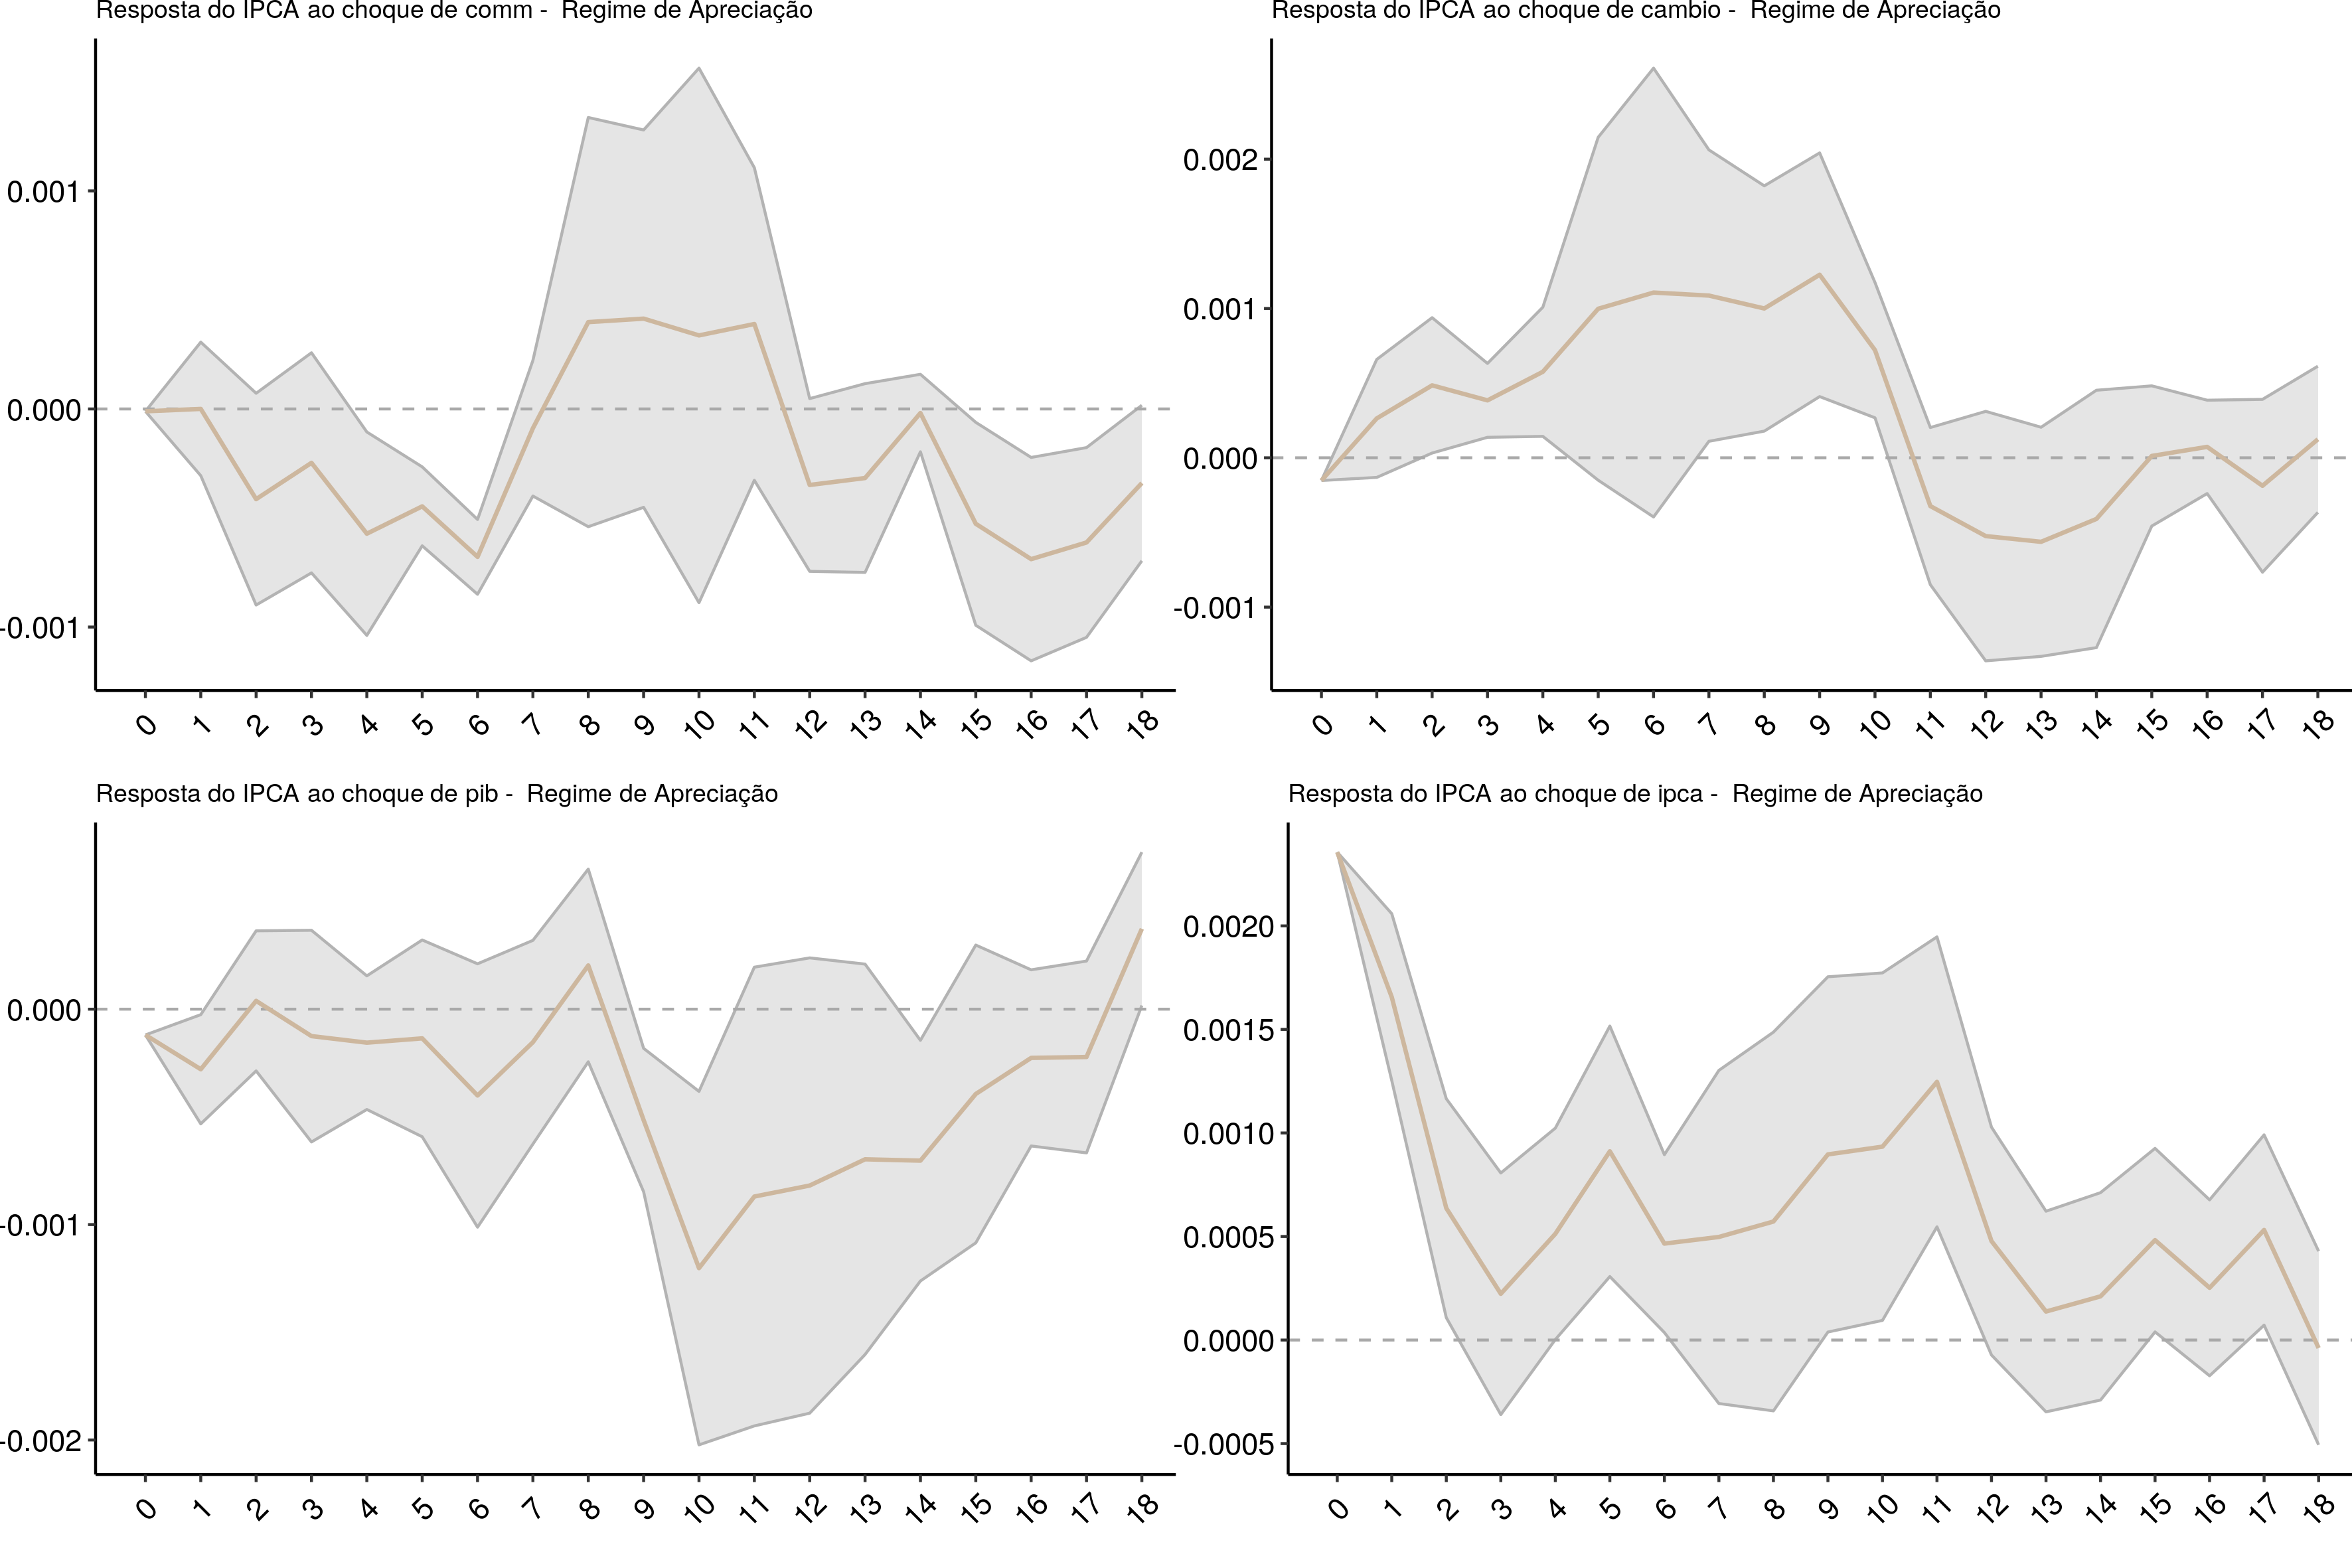 Resposta do IPCA ao choque de comm -  Regime de Apreciação
0.001
0.000
-0.001
0 1 2 3 4 5 6 7 8 9 10 11 12 13 14 15 16 17 18
Resposta do IPCA ao choque de cambio -  Regime de Apreciação
0.002
0.001
0.000
-0.001
0 1 2 3 4 5 6 7 8 9 10 11 12 13 14 15 16 17 18
Resposta do IPCA ao choque de pib -  Regime de Apreciação
0.000
-0.001
-0.002
0 1 2 3 4 5 6 7 8 9 10 11 12 13 14 15 16 17 18
Resposta do IPCA ao choque de ipca -  Regime de Apreciação
0.0020
0.0015
0.0010
0.0005
0.0000
-0.0005
0 1 2 3 4 5 6 7 8 9 10 11 12 13 14 15 16 17 18